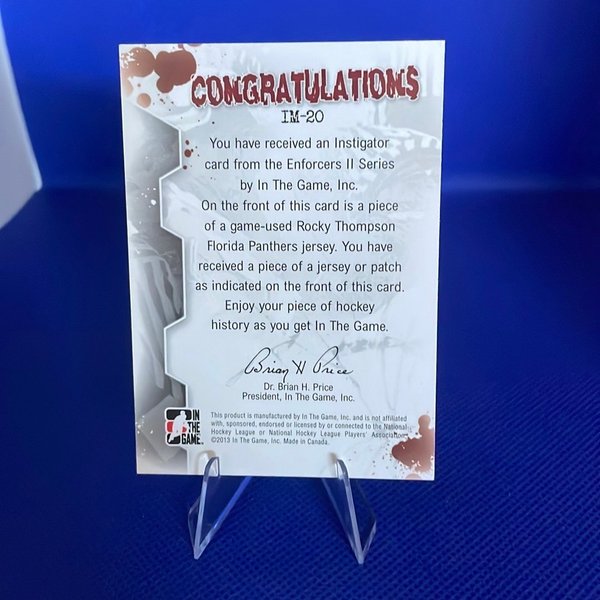 CONGRATULATIONS
IM-20
You have received an Instigator
card from the Enforcers II Series
by In The Game, Inc.
On the front of this card is a piece
of a game-used Rocky Thompson
Florida Panthers jersey. You have
received a piece of a jersey or patch
as indicated on the front of this card.
Enjoy your piece of hockey
history as you get In The Game.
Brian H Price
Dr. Brian H. Price
President, In The Game, Inc.
IN
THE
GAME.
This product is manufactured by In The Game, Inc. and is not affiliated
with, sponsored, endorsed or licensed by or connected to the National
Hockey League or National Hockey League Players' Association.
©2013 In The Game, Inc. Made in Canada.